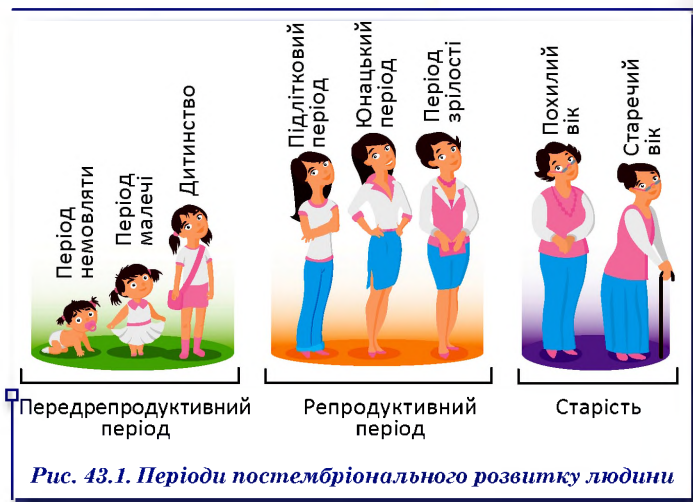 Період
немовляти
Період
малечі
Дитинство
Підлітковий
період
Юнацький
період
Період
зрілості
Похилий
вік
Старечий
вік
Передрепродуктивний
період
Репродуктивний
період
Старість
Рис. 43.1. Періоди постембріонального розвитку людини